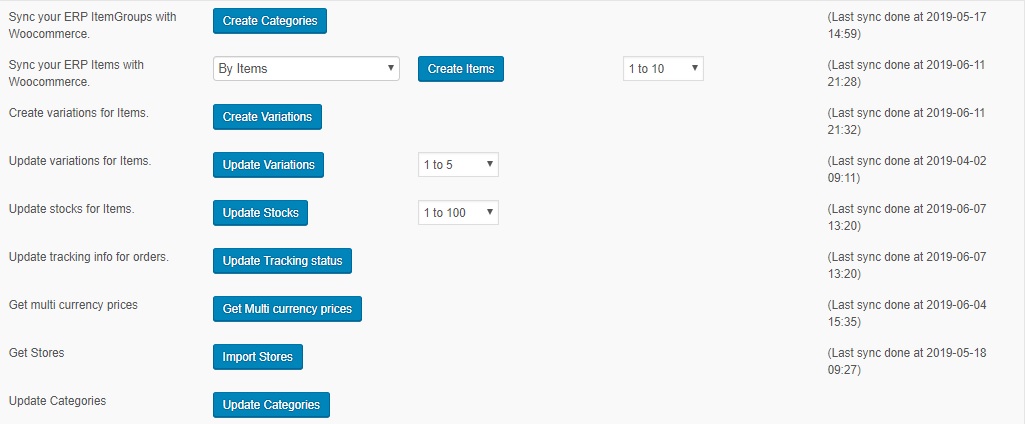 Sync your ERP ItemGroups with
Woocommerce.
Create Categories
(Last sync done at 2019-05-17
14:59)
Sync your ERP Items with
Woocommerce.
By Items
Create Items
1 to 10
(Last sync done at 2019-06-11
21:28)
Create variations for Items.
Create Variations
(Last sync done at 2019-06-11
21:32)
Update variations for Items.
Update Variations
1 to 5
(Last sync done at 2019-04-02
09:11)
Update stocks for Items.
Update Stocks
1 to 100
(Last sync done at 2019-06-07
13:20)
Update tracking info for orders.
Update Tracking status
(Last sync done at 2019-06-07
13:20)
Get multi currency prices
Get Multi currency prices
(Last sync done at 2019-06-04
15:35)
Get Stores
Import Stores
(Last sync done at 2019-05-18
09:27)
Update Categories
Update Categories